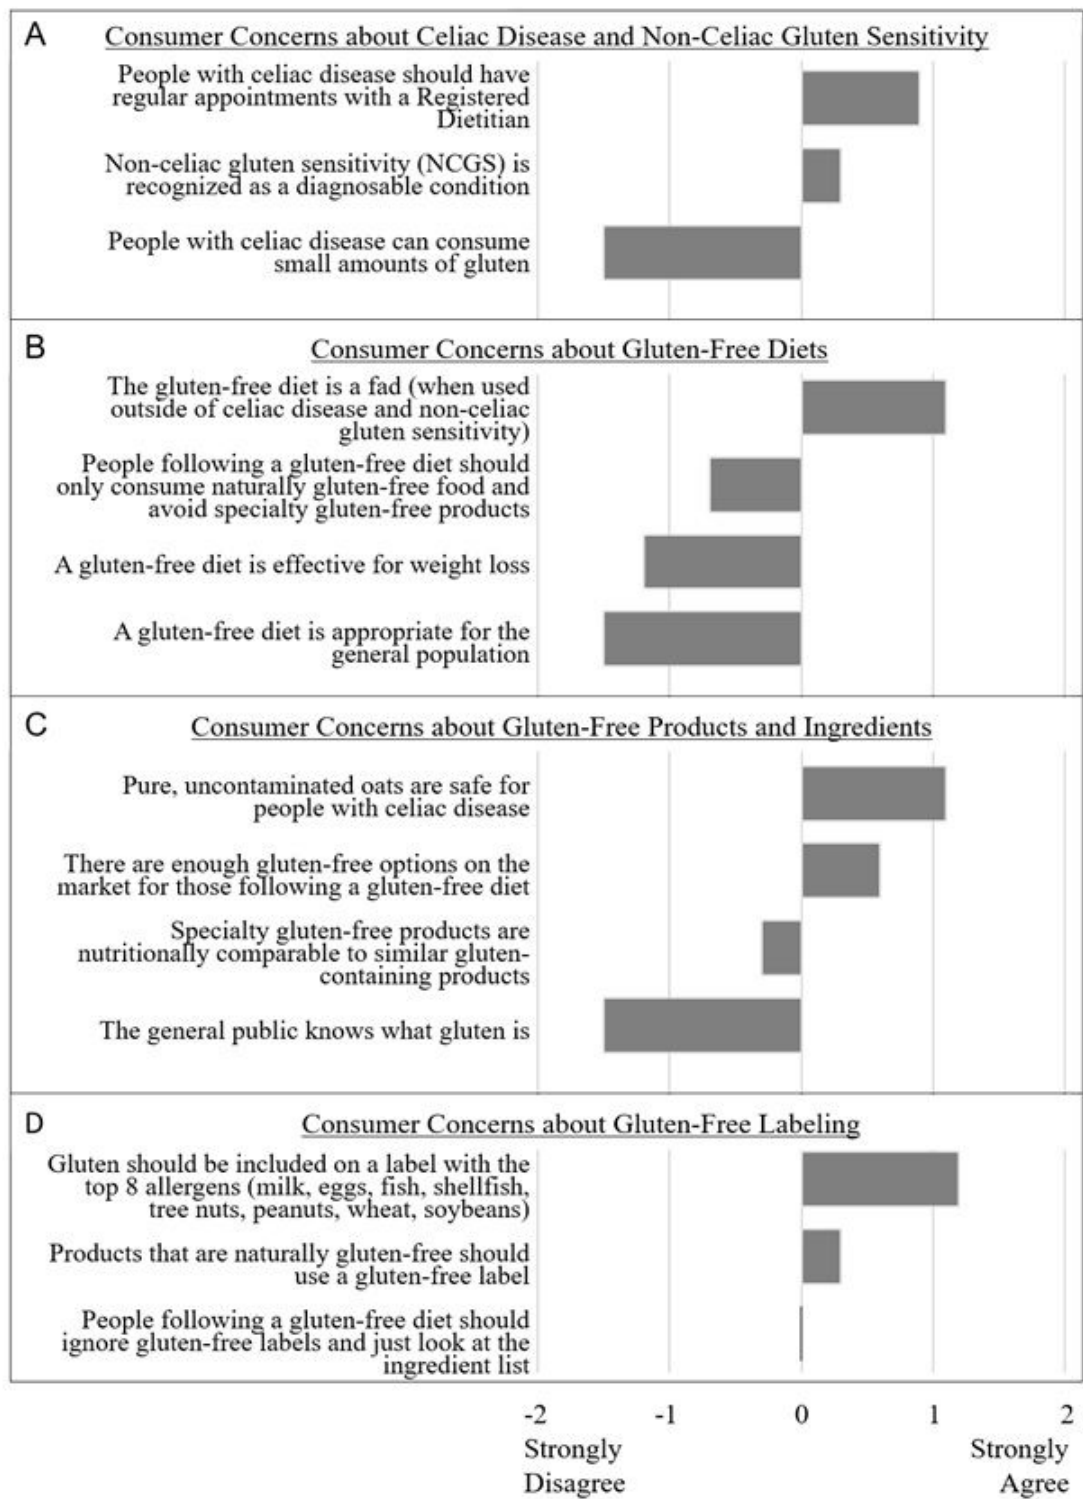 A
Consumer Concerns about Celiac Disease and Non-Celiac Gluten Sensitivity
People with celiac disease should have
regular appointments with a Registered
Dietitian
Non-celiac gluten sensitivity (NCGS) is
recognized as a diagnosable condition
People with celiac disease can consume
small amounts of gluten
B
Consumer Concerns about Gluten-Free Diets
The gluten-free diet is a fad (when used
outside of celiac disease and non-celiac
gluten sensitivity)
People following a gluten-free diet should
only consume naturally gluten-free food and
avoid specialty gluten-free products
A gluten-free diet is effective for weight loss
A gluten-free diet is appropriate for the
general population
C
Consumer Concerns about Gluten-Free Products and Ingredients
Pure, uncontaminated oats are safe for
people with celiac disease
There are enough gluten-free options on the
market for those following a gluten-free diet
Specialty gluten-free products are
nutritionally comparable to similar gluten-
containing products
The general public knows what gluten is
D
Consumer Concerns about Gluten-Free Labeling
Gluten should be included on a label with the
top 8 allergens (milk, eggs, fish, shellfish,
tree nuts, peanuts, wheat, soybeans)
Products that are naturally gluten-free should
use a gluten-free label
People following a gluten-free diet should
ignore gluten-free labels and just look at the
ingredient list
-2 -1 0 1 2
Strongly Disagree
Strongly Agree